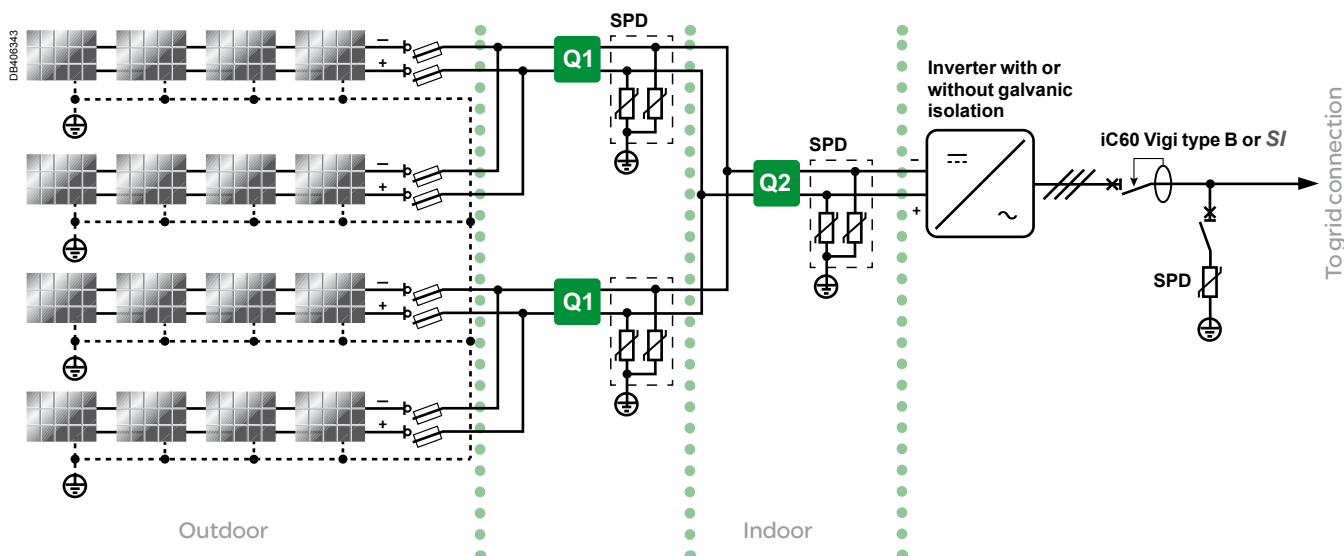 DB406343
SPD
−
+
Q1
−
+
SPD
Q2
Inverter with or
without galvanic
isolation
−
+
iC60 Vigi type B or SI
To grid connection
−
+
Q1
SPD
−
+
Outdoor
Indoor